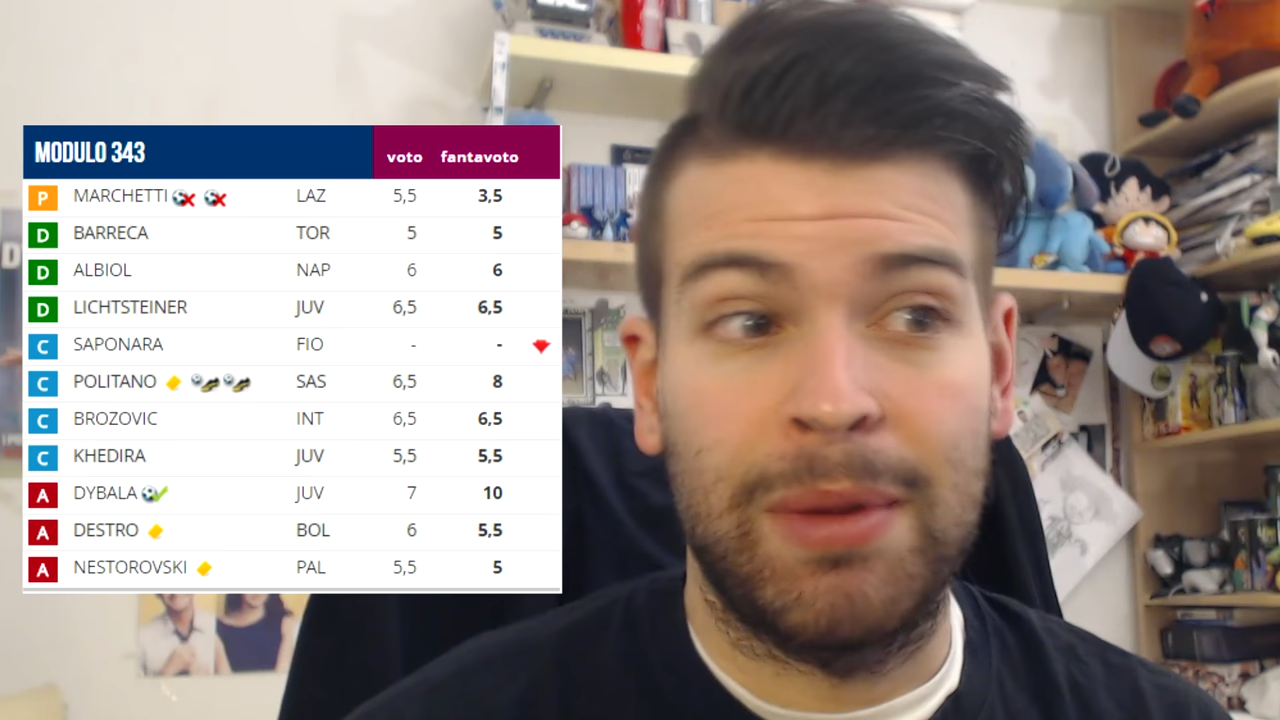 MODULO 343 voto fantavoto
P MARCHETTI LAZ 5,5 3,5
D BARRECA TOR 5 5
D ALBIOL NAP 6 6
D LICHTSTEINER JUV 6,5 6,5
C SAPONARA FIO - -
C POLITANO SAS 6,5 8
C BROZOVIC INT 6,5 6,5
C KHEDIRA JUV 5,5 5,5
A DYBALA JUV 7 10
A DESTRO BOL 6 5,5
A NESTOROVSKI PAL 5,5 5